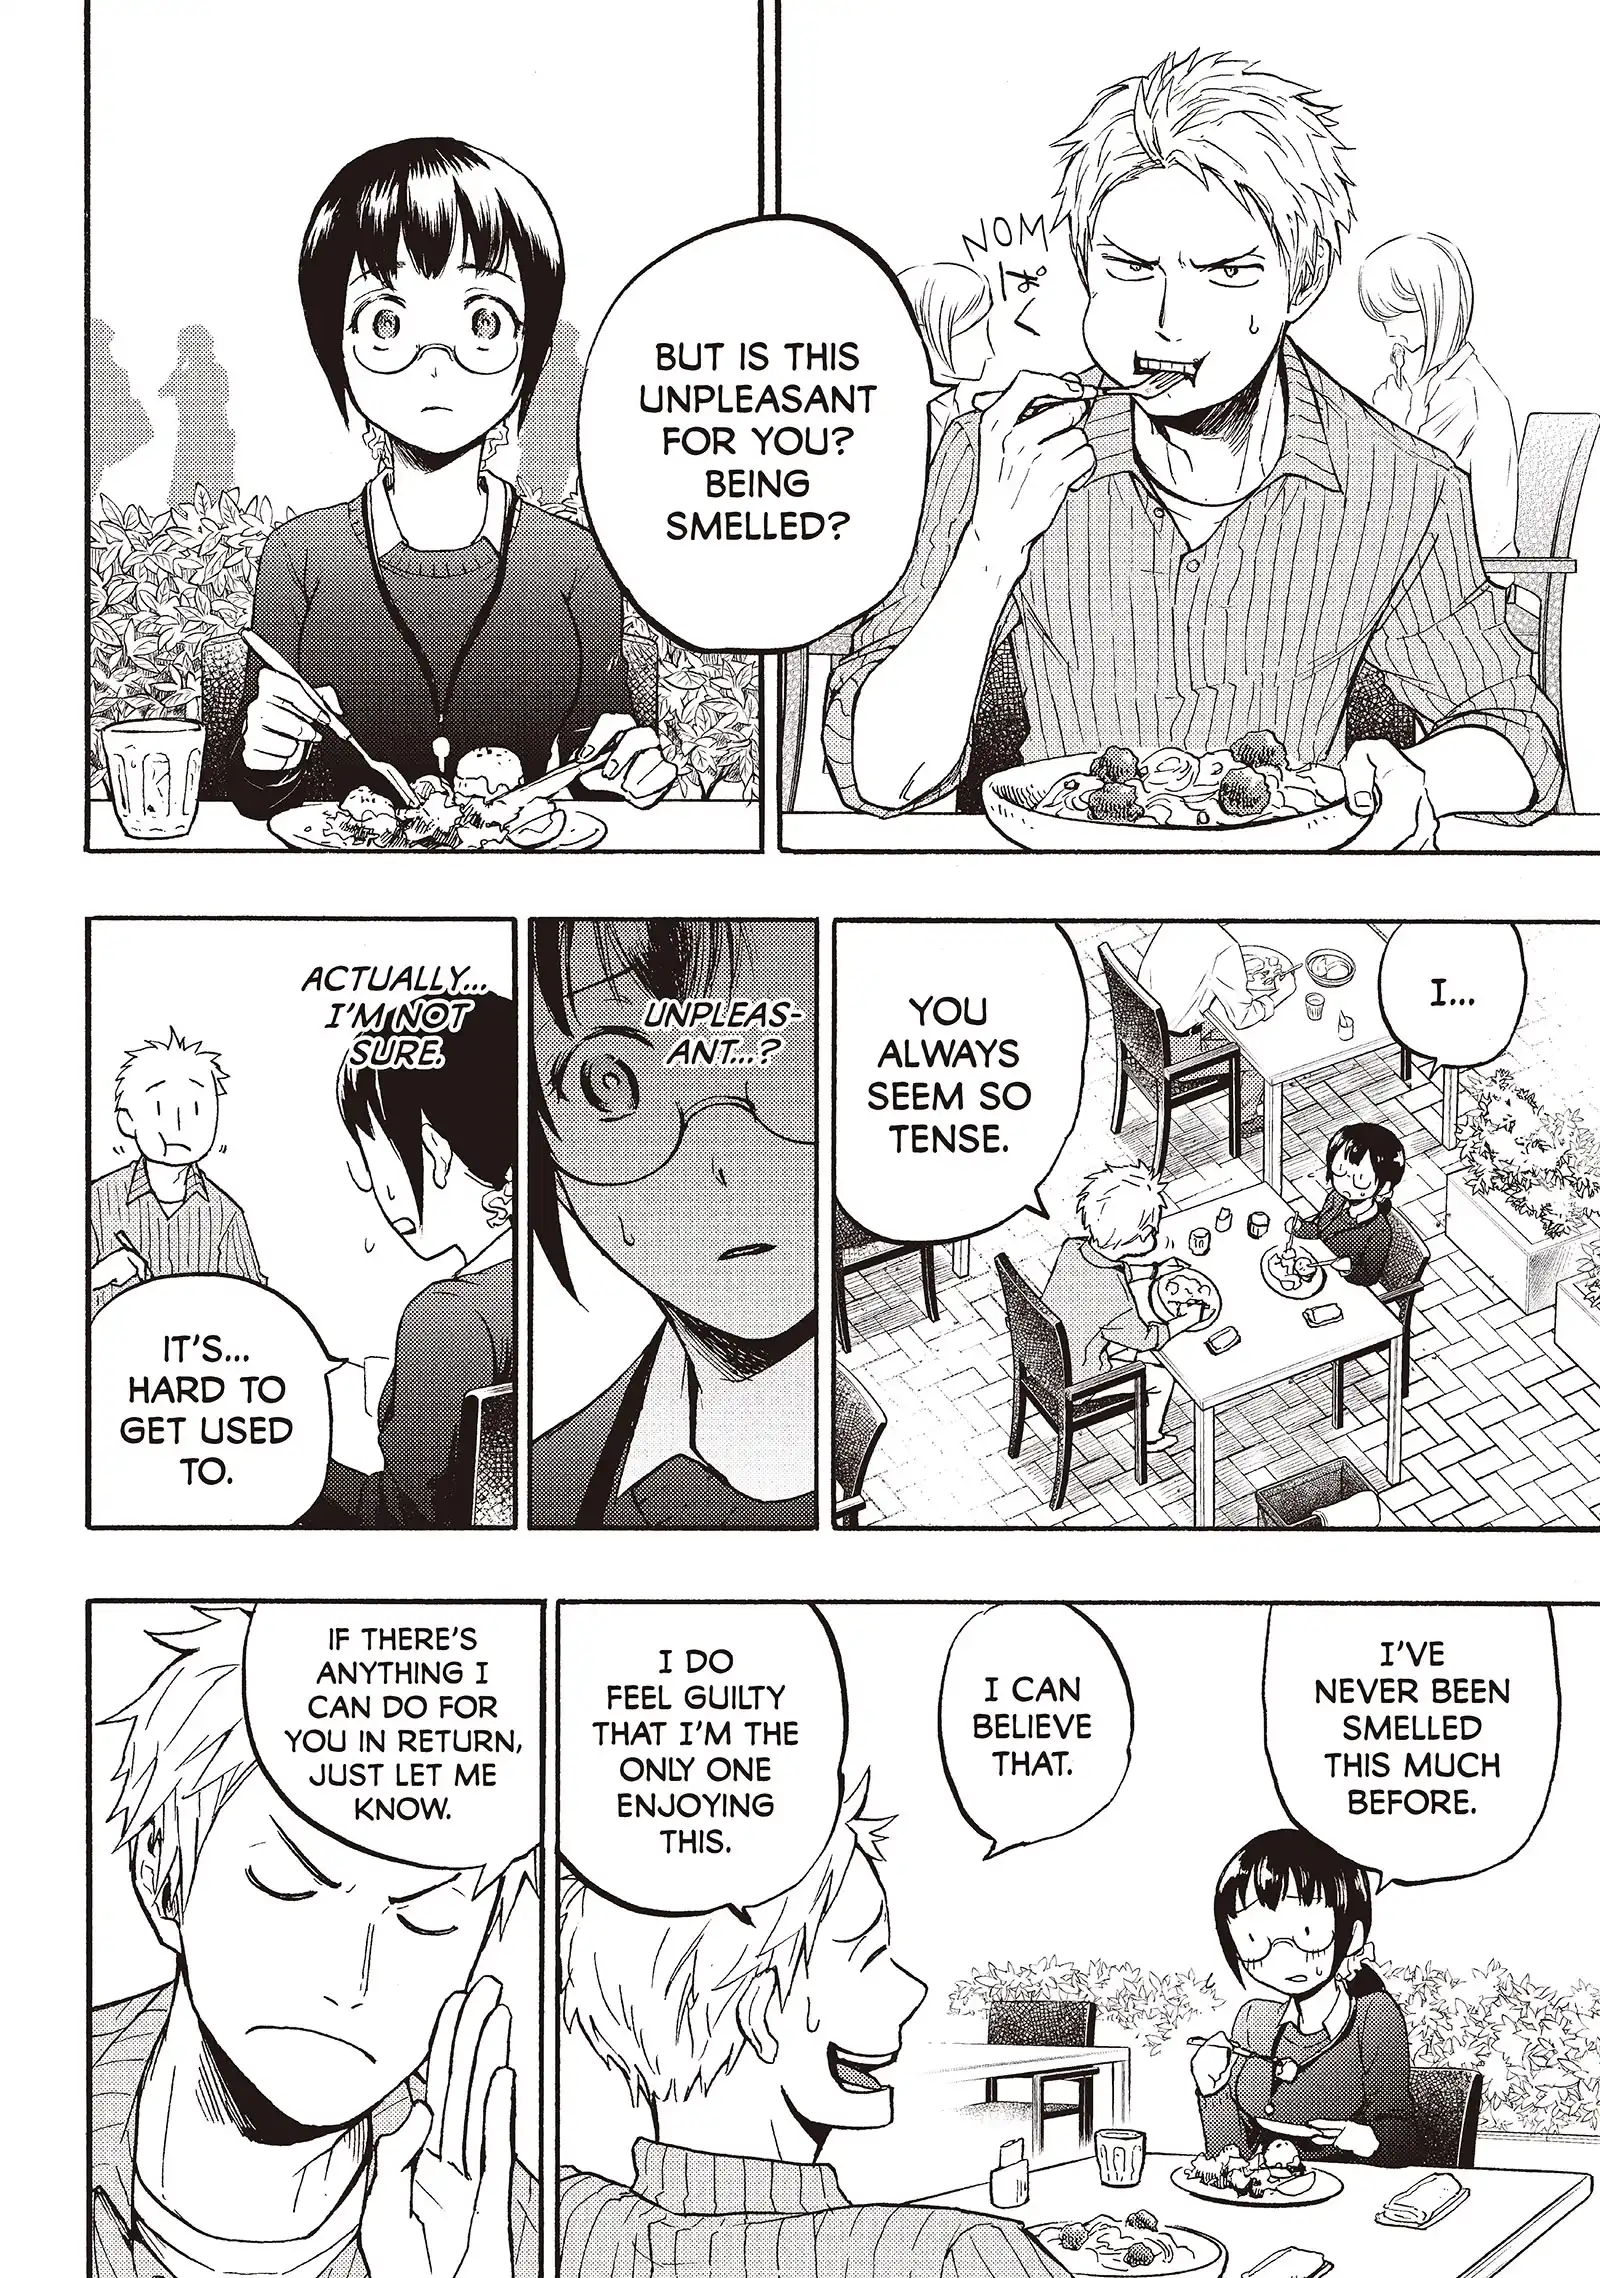 NOM
ぱく
BUT IS THIS
UNPLEASANT
FOR YOU?
BEING
SMELLED?
I...
YOU
ALWAYS
SEEM SO
TENSE.
UNPLEAS-
ANT...?
ACTUALLY...
I'M NOT
SURE.
IT'S...
HARD TO
GET USED
TO.
I'VE
NEVER BEEN
SMELLED
THIS MUCH
BEFORE.
I CAN
BELIEVE
THAT.
I DO
FEEL GUILTY
THAT I'M THE
ONLY ONE
ENJOYING
THIS.
IF THERE'S
ANYTHING I
CAN DO FOR
YOU IN RETURN,
JUST LET ME
KNOW.